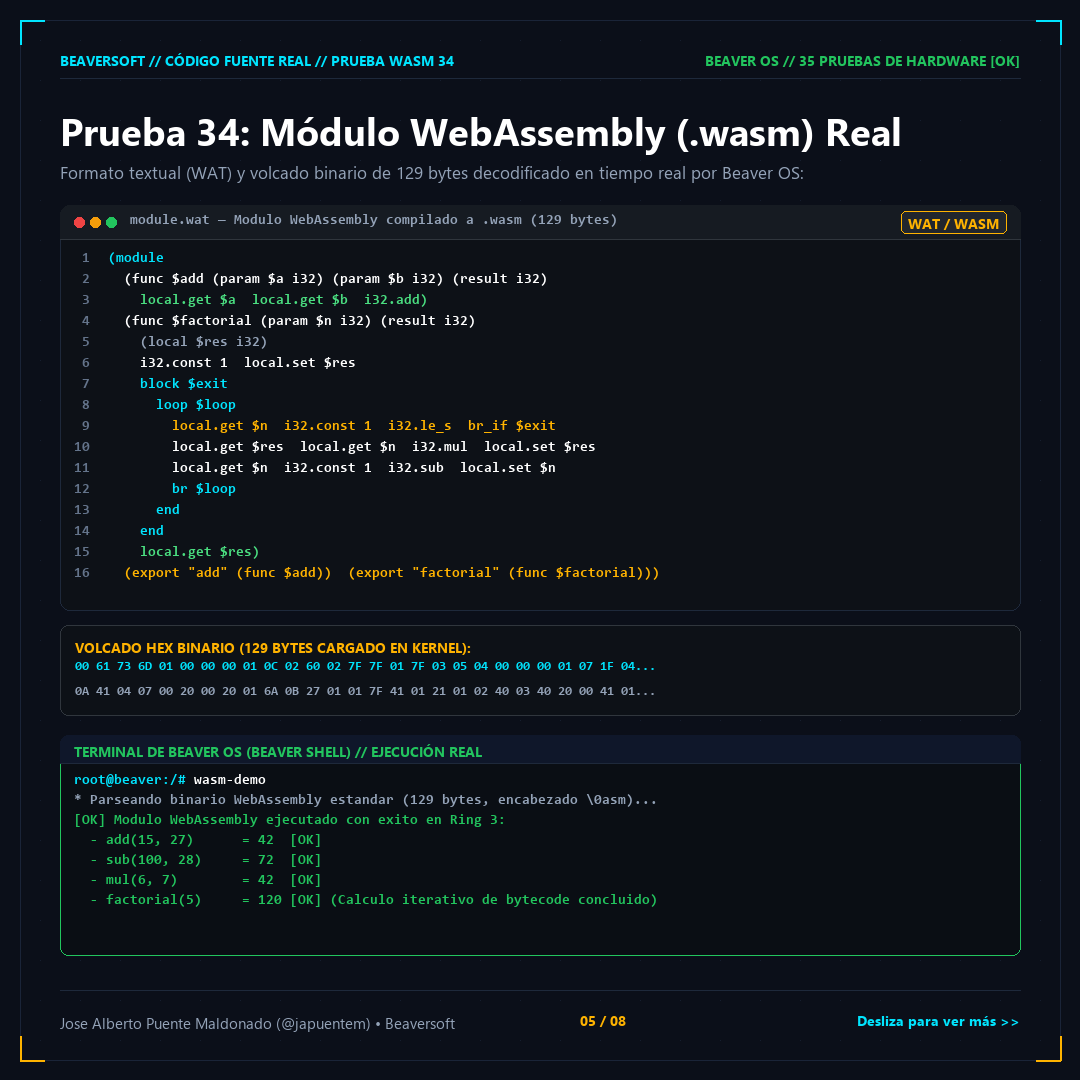 BEAVERSOFT // CÓDIGO FUENTE REAL // PRUEBA WASM 34
BEAVER OS // 35 PRUEBAS DE HARDWARE [OK]
Prueba 34: Módulo WebAssembly (.wasm) Real
Formato textual (WAT) y volcado binario de 129 bytes decodificado en tiempo real por Beaver OS:
module.wat — Modulo WebAssembly compilado a .wasm (129 bytes)
WAT / WASM
1 (module
2 (func $add (param $a i32) (param $b i32) (result i32)
3 local.get $a local.get $b i32.add)
4 (func $factorial (param $n i32) (result i32)
5 (local $res i32)
6 i32.const 1 local.set $res
7 block $exit
8 loop $loop
9 local.get $n i32.const 1 i32.le_s br_if $exit
10 local.get $res local.get $n i32.mul local.set $res
11 local.get $n i32.const 1 i32.sub local.set $n
12 br $loop
13 end
14 end
15 local.get $res)
16 (export "add" (func $add)) (export "factorial" (func $factorial)))
VOLCADO HEX BINARIO (129 BYTES CARGADO EN KERNEL):
00 61 73 6D 01 00 00 00 01 0C 02 60 02 7F 7F 01 7F 03 05 04 00 00 00 01 07 1F 04...
0A 41 04 07 00 20 00 20 01 6A 0B 27 01 01 7F 41 01 21 01 02 40 03 40 20 00 41 01...
TERMINAL DE BEAVER OS (BEAVER SHELL) // EJECUCIÓN REAL
root@beaver:/# wasm-demo
* Parseando binario WebAssembly estandar (129 bytes, encabezado \0asm)...
[OK] Modulo WebAssembly ejecutado con exito en Ring 3:
- add(15, 27) = 42 [OK]
- sub(100, 28) = 72 [OK]
- mul(6, 7) = 42 [OK]
- factorial(5) = 120 [OK] (Calculo iterativo de bytecode concluido)
Jose Alberto Puente Maldonado (@japuentem) • Beaversoft
05 / 08
Desliza para ver más >>